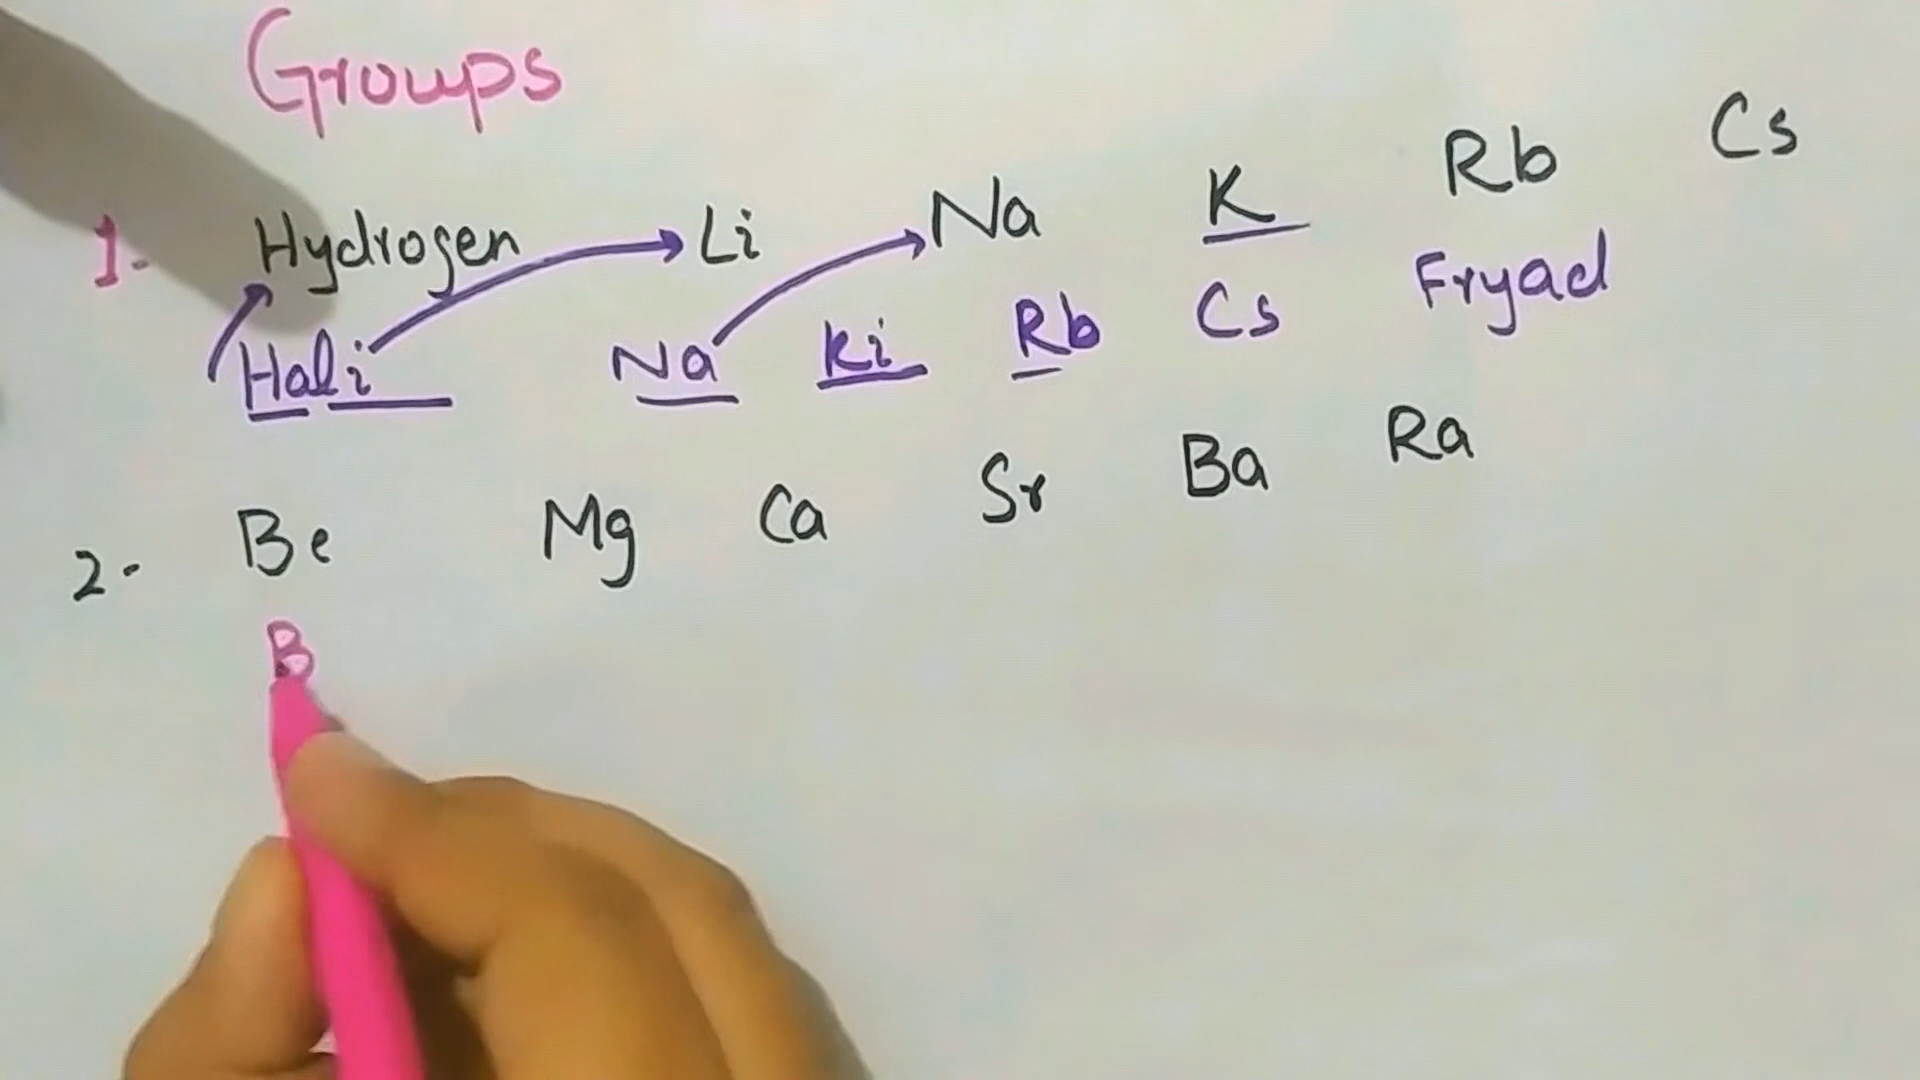 Groups
1- Hydrogen Li Na K Rb Cs
Hali Na Ki Rb Cs Fryad
2- Be Mg Ca Sr Ba Ra
B